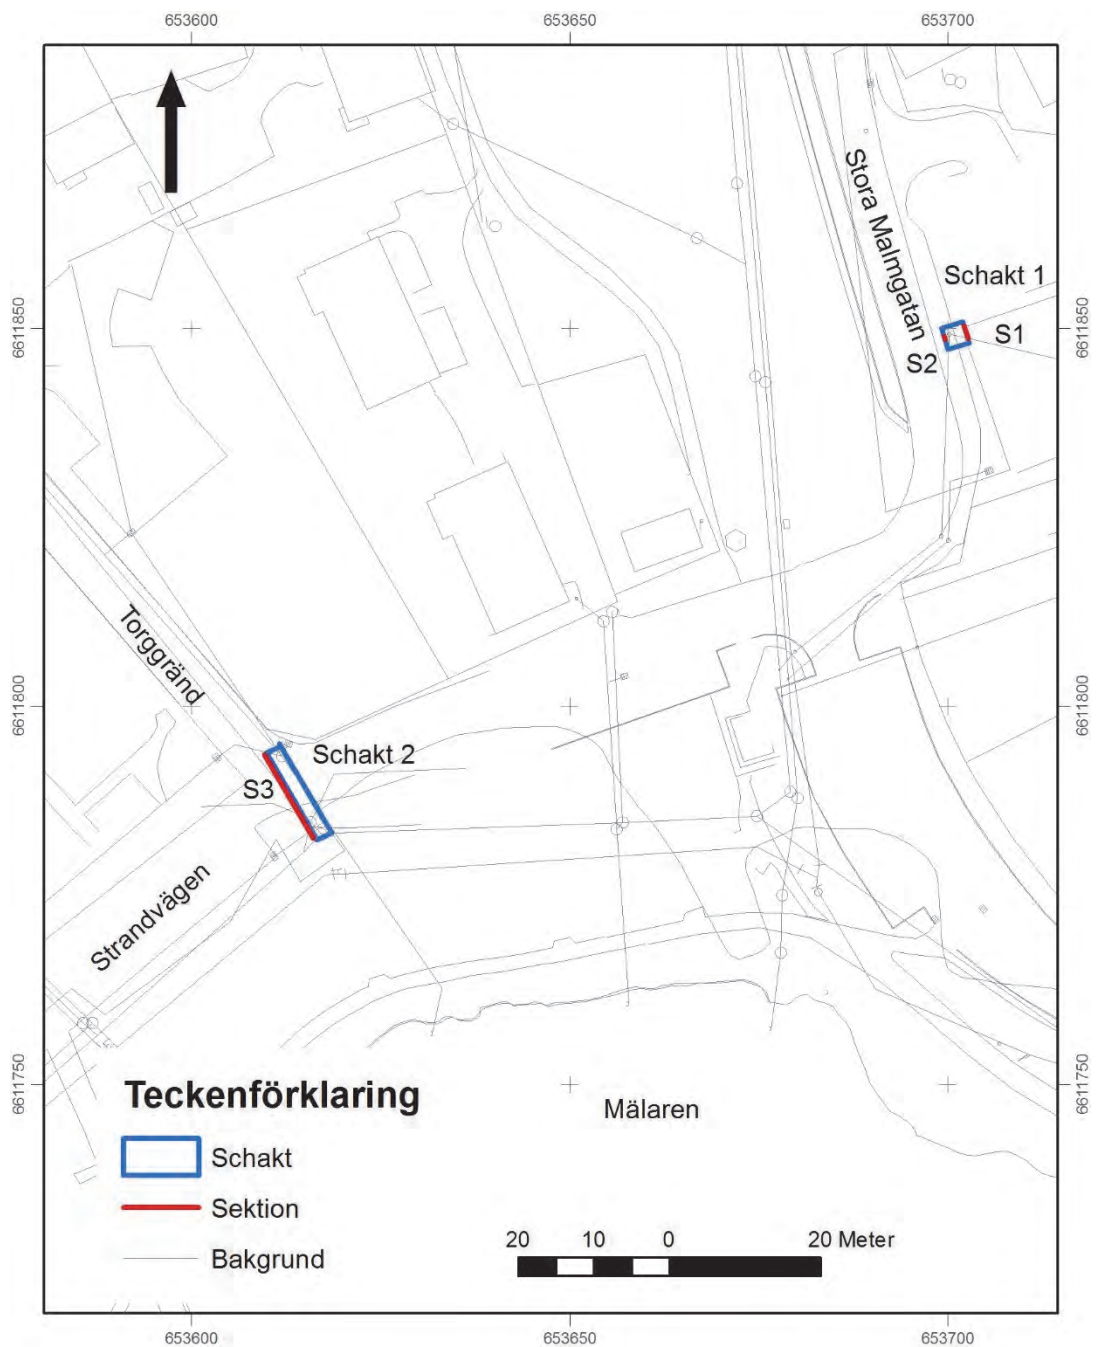 653600
653650
653700
Stora Malmgatan
Schakt 1
6611850
6611850
S1
S2
Torggränd
6611800
6611800
Schakt 2
S3
Strandvägen
6611750
6611750
Teckenförklaring
Mälaren
Schakt
Sektion
Bakgrund
20 10 0 20 Meter
653600
653650
653700